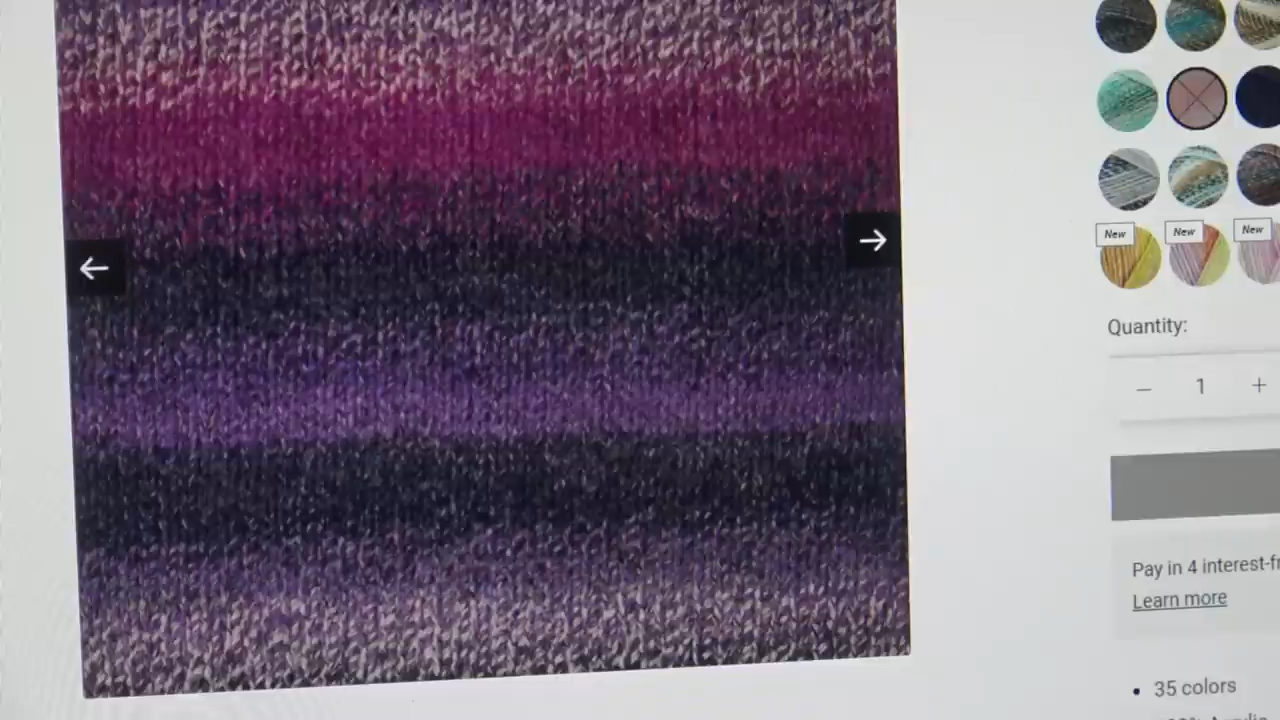 New New New
Quantity:
— 1 +
Pay in 4 interest-fr
Learn more
• 35 colors